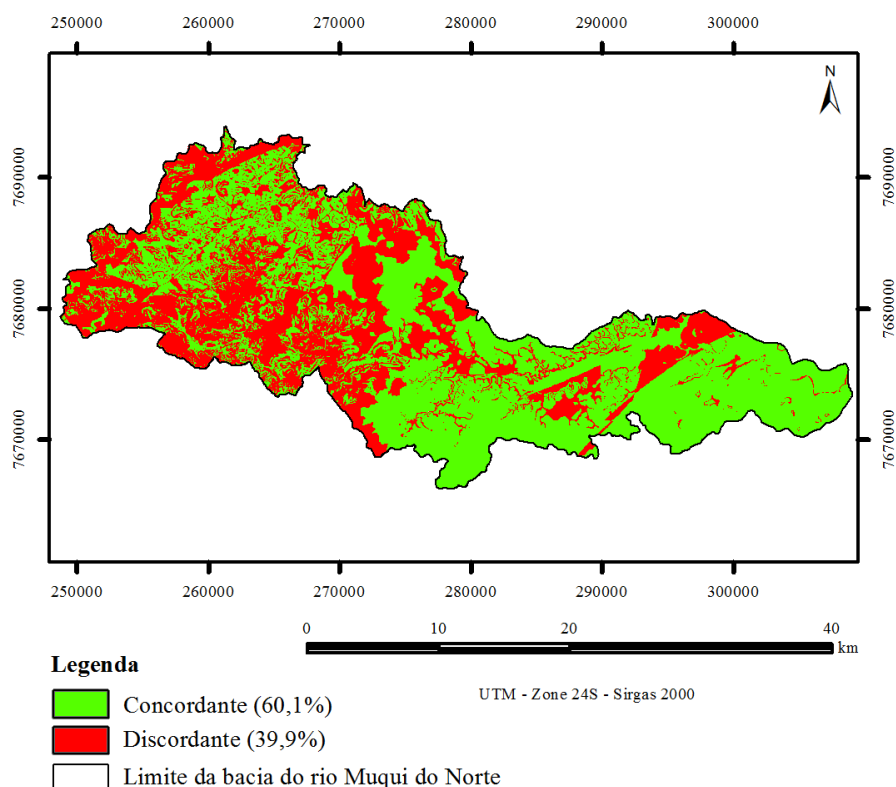 250000 260000 270000 280000 290000 300000
N
7690000 7690000
7680000 7680000
7670000 7670000
250000 260000 270000 280000 290000 300000
0 10 20 40
km
Legenda
UTM - Zone 24S - Sirgas 2000
Concordante (60,1%)
Discordante (39,9%)
Limite da bacia do rio Muqui do Norte